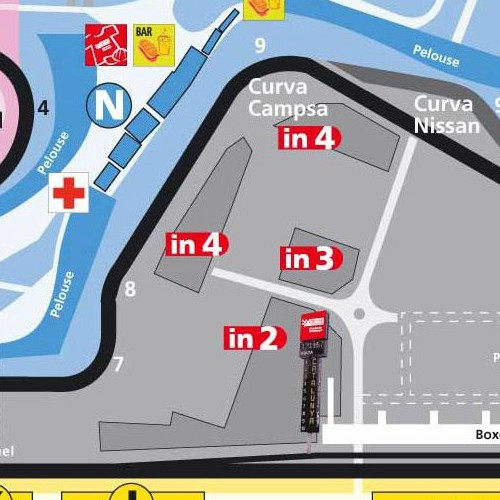 BAR
9
Pelouse
4
N
Curva
Campsa
Curva
Nissan
in 4
Pelouse
in 4
in 3
8
Pelouse
in 2
CATALUNYA
7
P
Boxe
nel